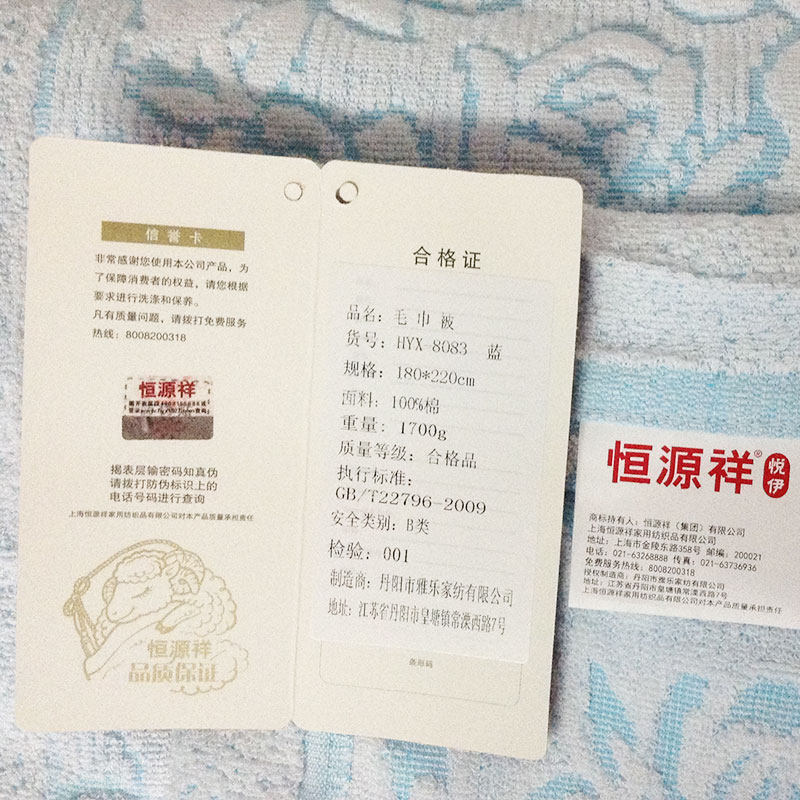 信誉卡
非常感谢您使用本公司产品，为
了保障消费者的权益，请您根据
要求进行洗涤和保养。
凡有质量问题，请拨打免费服务
热线：8008200318
恒源祥
揭表层输密码知真伪
请拨打防伪标识上的
电话号码进行查询
上海恒源祥家用纺织品有限公司对本产品质量承担责任
恒源祥
品质保证
合格证
品名：毛巾被
货号：HYX-8083 蓝
规格：180*220cm
面料：100%棉
重量：1700g
质量等级：合格品
执行标准：
GB/T22796-2009
安全类别：B类
检验：001
制造商：丹阳市雅乐家纺有限公司
地址：江苏省丹阳市皇塘镇常溧西路7号
条形码
恒源祥® 悦伊
商标持有人：恒源祥（集团）有限公司
上海恒源祥家用纺织品有限公司
地址：上海市金陵东路358号 邮编：200021
电话：021-63268888 传真：021-63736936
免费服务热线：8008200318
授权制造商：丹阳市雅乐家纺有限公司
地址：江苏省丹阳市皇塘镇常溧西路7号
上海恒源祥家用纺织品有限公司对本产品质量承担责任